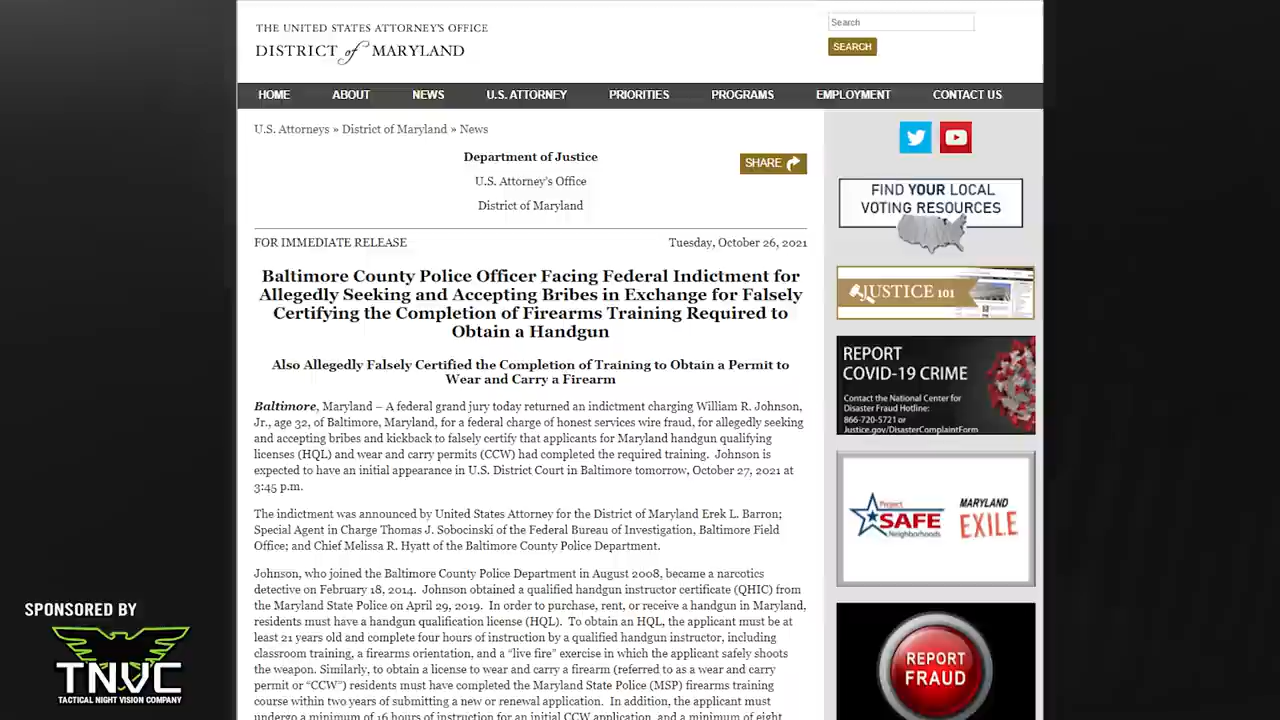 THE UNITED STATES ATTORNEY'S OFFICE
DISTRICT of MARYLAND
Search
SEARCH
HOME ABOUT NEWS U.S. ATTORNEY PRIORITIES PROGRAMS EMPLOYMENT CONTACT US
U.S. Attorneys » District of Maryland » News
Department of Justice
SHARE
U.S. Attorney's Office
District of Maryland
FOR IMMEDIATE RELEASE
Tuesday, October 26, 2021
Baltimore County Police Officer Facing Federal Indictment for
Allegedly Seeking and Accepting Bribes in Exchange for Falsely
Certifying the Completion of Firearms Training Required to
Obtain a Handgun
Also Allegedly Falsely Certified the Completion of Training to Obtain a Permit to
Wear and Carry a Firearm
Baltimore, Maryland – A federal grand jury today returned an indictment charging William R. Johnson,
Jr., age 32, of Baltimore, Maryland, for a federal charge of honest services wire fraud, for allegedly seeking
and accepting bribes and kickback to falsely certify that applicants for Maryland handgun qualifying
licenses (HQL) and wear and carry permits (CCW) had completed the required training.  Johnson is
expected to have an initial appearance in U.S. District Court in Baltimore tomorrow, October 27, 2021 at
3:45 p.m.
The indictment was announced by United States Attorney for the District of Maryland Erek L. Barron;
Special Agent in Charge Thomas J. Sobocinski of the Federal Bureau of Investigation, Baltimore Field
Office; and Chief Melissa R. Hyatt of the Baltimore County Police Department.
Johnson, who joined the Baltimore County Police Department in August 2008, became a narcotics
detective on February 18, 2014.  Johnson obtained a qualified handgun instructor certificate (QHIC) from
the Maryland State Police on April 29, 2019.  In order to purchase, rent, or receive a handgun in Maryland,
residents must have a handgun qualification license (HQL).  To obtain an HQL, the applicant must be at
least 21 years old and complete four hours of instruction by a qualified handgun instructor, including
classroom training, a firearms orientation, and a “live fire” exercise in which the applicant safely shoots
the weapon. Similarly, to obtain a license to wear and carry a firearm (referred to as a wear and carry
permit or “CCW”) residents must have completed the Maryland State Police (MSP) firearms training
course within two years of submitting a new or renewal application.  In addition, the applicant must
undergo a minimum of 16 hours of instruction for an initial CCW application, and a minimum of eight
FIND YOUR LOCAL
VOTING RESOURCES
JUSTICE 101
REPORT
COVID-19 CRIME
Contact the National Center for
Disaster Fraud Hotline:
866-720-5721 or
Justice.gov/DisasterComplaintForm
Project
SAFE
Neighborhoods
MARYLAND
EXILE
REPORT
FRAUD
SPONSORED BY
TNVC
TACTICAL NIGHT VISION COMPANY